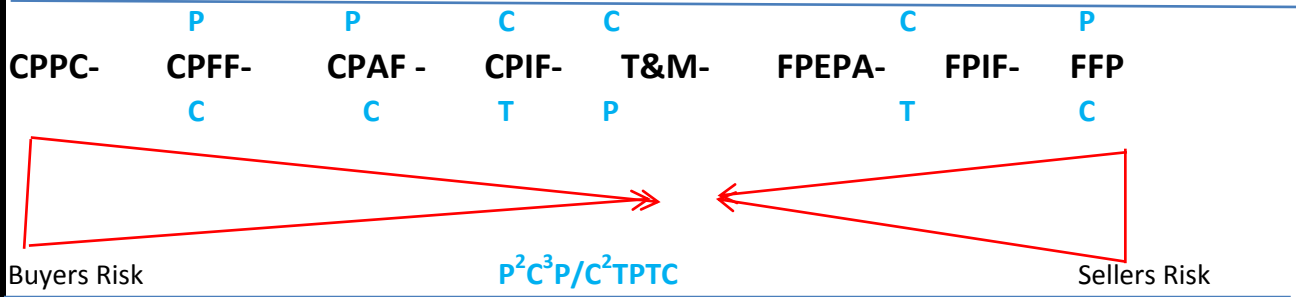 P P C C C P
CPPC- CPFF- CPAF - CPIF- T&M- FPEPA- FPIF- FFP
C C T P T C
Buyers Risk P²C³P/C²TPTC Sellers Risk